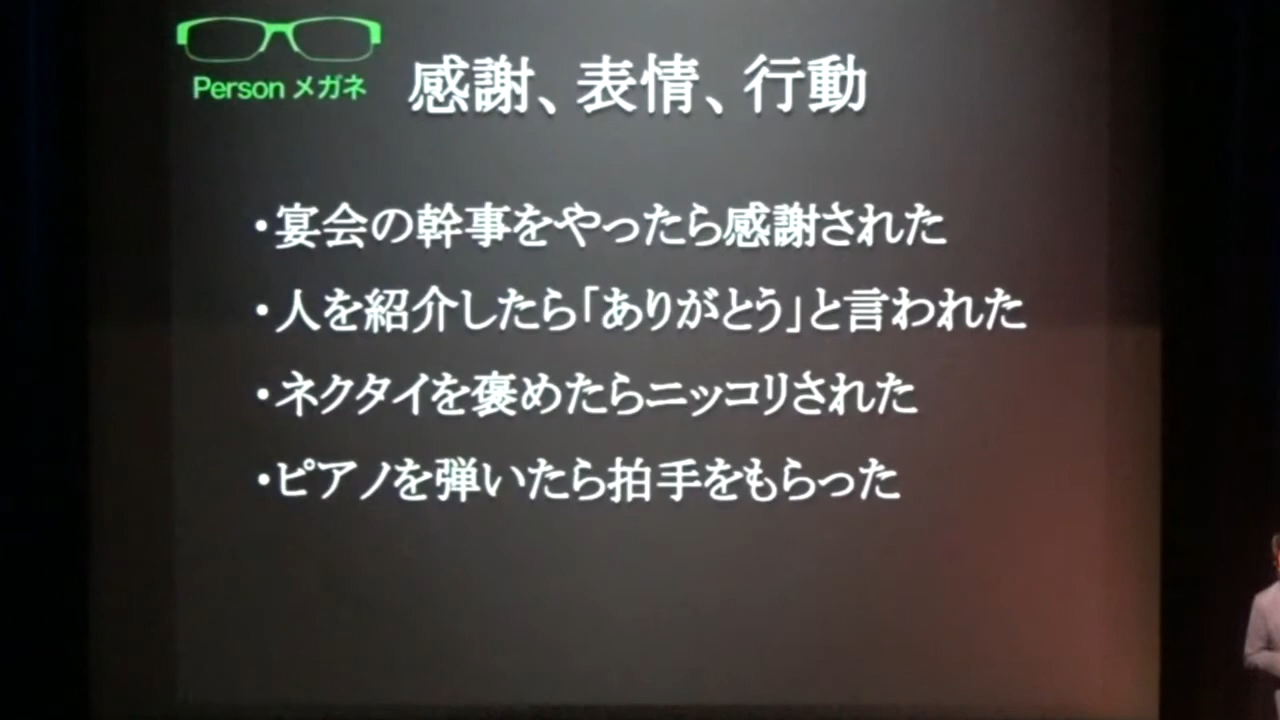 Person メガネ
感謝、表情、行動
・宴会の幹事をやったら感謝された
・人を紹介したら「ありがとう」と言われた
・ネクタイを褒めたらニッコリされた
・ピアノを弾いたら拍手をもらった